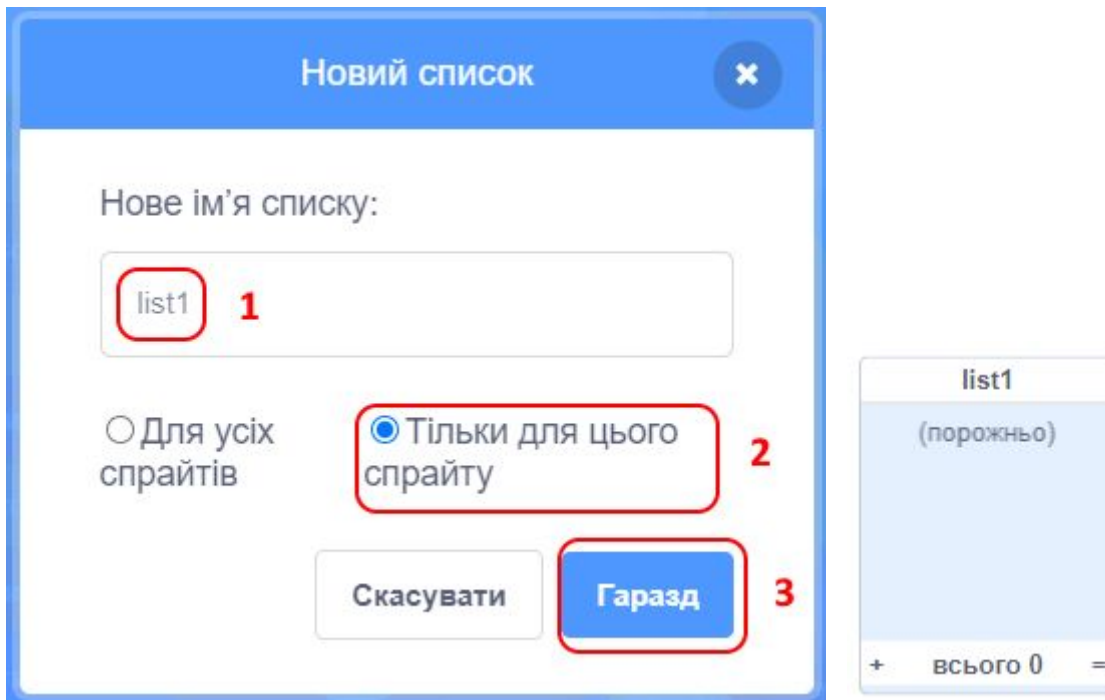 Новий список
Нове ім’я списку:
list1 1
Для усіх спрайтів
Тільки для цього спрайту 2
Скасувати Гаразд 3
list1
(порожньо)
+ всього 0 =